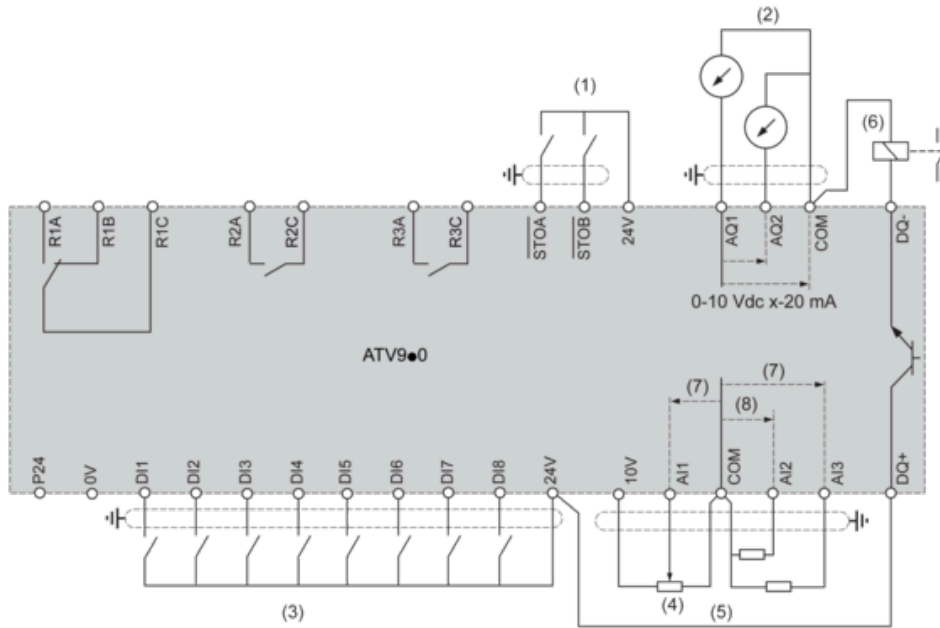 (2)
(1)
(6)
R1A
R1B
R1C
R2A
R2C
R3A
R3C
STOA
STOB
24V
AQ1
AQ2
COM
DQ-
0-10 Vdc x-20 mA
ATV9●0
(7)
(7)
(8)
P24
0V
DI1
DI2
DI3
DI4
DI5
DI6
DI7
DI8
24V
10V
AI1
COM
AI2
AI3
DQ+
(3)
(4)
(5)